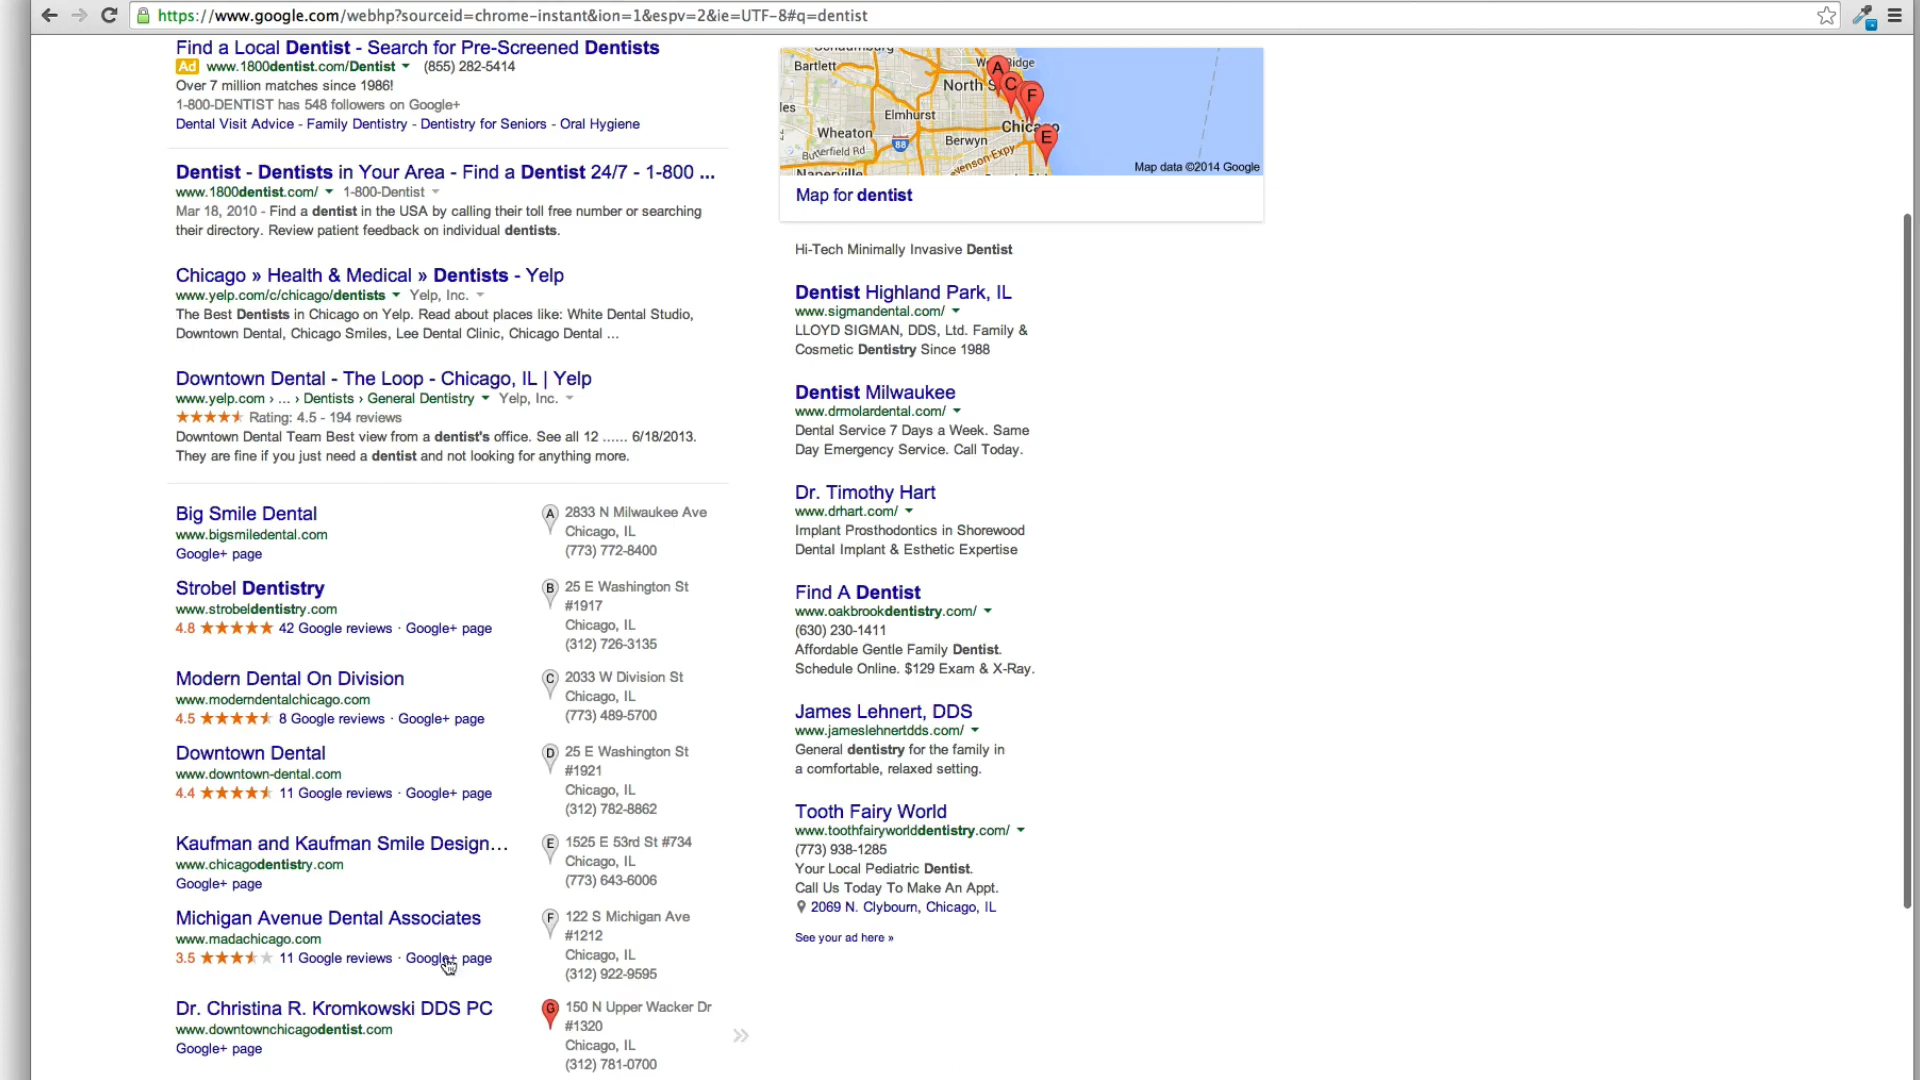 https://www.google.com/webhp?sourceid=chrome-instant&ion=1&espv=2&ie=UTF-8#q=dentist
Find a Local Dentist - Search for Pre-Screened Dentists
Ad www.1800dentist.com/Dentist (855) 282-5414
Over 7 million matches since 1986!
1-800-DENTIST has 548 followers on Google+
Dental Visit Advice - Family Dentistry - Dentistry for Seniors - Oral Hygiene
Dentist - Dentists in Your Area - Find a Dentist 24/7 - 1-800 ...
www.1800dentist.com/ 1-800-Dentist
Mar 18, 2010 - Find a dentist in the USA by calling their toll free number or searching
their directory. Review patient feedback on individual dentists.
Chicago » Health & Medical » Dentists - Yelp
www.yelp.com/c/chicago/dentists Yelp, Inc.
The Best Dentists in Chicago on Yelp. Read about places like: White Dental Studio,
Downtown Dental, Chicago Smiles, Lee Dental Clinic, Chicago Dental ...
Downtown Dental - The Loop - Chicago, IL | Yelp
www.yelp.com › ... › Dentists › General Dentistry Yelp, Inc.
Rating: 4.5 - 194 reviews
Downtown Dental Team Best view from a dentist's office. See all 12 ...... 6/18/2013.
They are fine if you just need a dentist and not looking for anything more.
Big Smile Dental
www.bigsmiledental.com
Google+ page
A 2833 N Milwaukee Ave
Chicago, IL
(773) 772-8400
Strobel Dentistry
www.strobeldentistry.com
4.8 42 Google reviews · Google+ page
B 25 E Washington St
#1917
Chicago, IL
(312) 726-3135
Modern Dental On Division
www.moderndentalchicago.com
4.5 8 Google reviews · Google+ page
C 2033 W Division St
Chicago, IL
(773) 489-5700
Downtown Dental
www.downtown-dental.com
4.4 11 Google reviews · Google+ page
D 25 E Washington St
#1921
Chicago, IL
(312) 782-8862
Kaufman and Kaufman Smile Design...
www.chicagodentistry.com
Google+ page
E 1525 E 53rd St #734
Chicago, IL
(773) 643-6006
Michigan Avenue Dental Associates
www.madachicago.com
3.5 11 Google reviews · Google+ page
F 122 S Michigan Ave
#1212
Chicago, IL
(312) 922-9595
Dr. Christina R. Kromkowski DDS PC
www.downtownchicagodentist.com
Google+ page
G 150 N Upper Wacker Dr
#1320
Chicago, IL
(312) 781-0700
»
Bartlett
A
C
F
E
North
Elmhurst
Wheaton
Chicago
Butterfield Rd
88
Berwyn
Naperville
Map data ©2014 Google
Map for dentist
Hi-Tech Minimally Invasive Dentist
Dentist Highland Park, IL
www.sigmandental.com/
LLOYD SIGMAN, DDS, Ltd. Family &
Cosmetic Dentistry Since 1988
Dentist Milwaukee
www.drmolardental.com/
Dental Service 7 Days a Week. Same
Day Emergency Service. Call Today.
Dr. Timothy Hart
www.drhart.com/
Implant Prosthodontics in Shorewood
Dental Implant & Esthetic Expertise
Find A Dentist
www.oakbrookdentistry.com/
(630) 230-1411
Affordable Gentle Family Dentist.
Schedule Online. $129 Exam & X-Ray.
James Lehnert, DDS
www.jameslehnertdds.com/
General dentistry for the family in
a comfortable, relaxed setting.
Tooth Fairy World
www.toothfairyworlddentistry.com/
(773) 938-1285
Your Local Pediatric Dentist.
Call Us Today To Make An Appt.
2069 N. Clybourn, Chicago, IL
See your ad here »